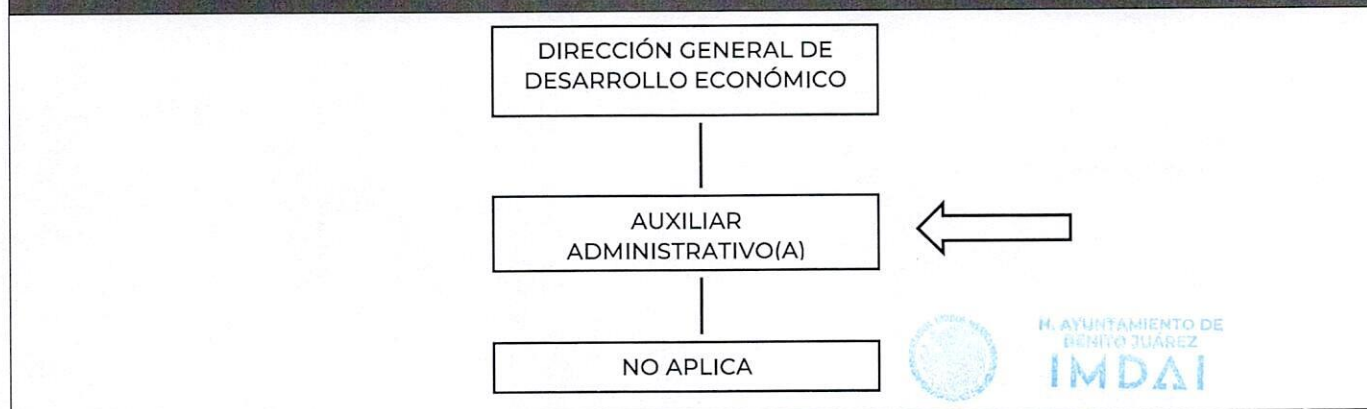 DIRECCIÓN GENERAL DE
DESARROLLO ECONÓMICO
AUXILIAR
ADMINISTRATIVO(A)
NO APLICA
H. AYUNTAMIENTO DE
BENITO JUÁREZ
IMDAI